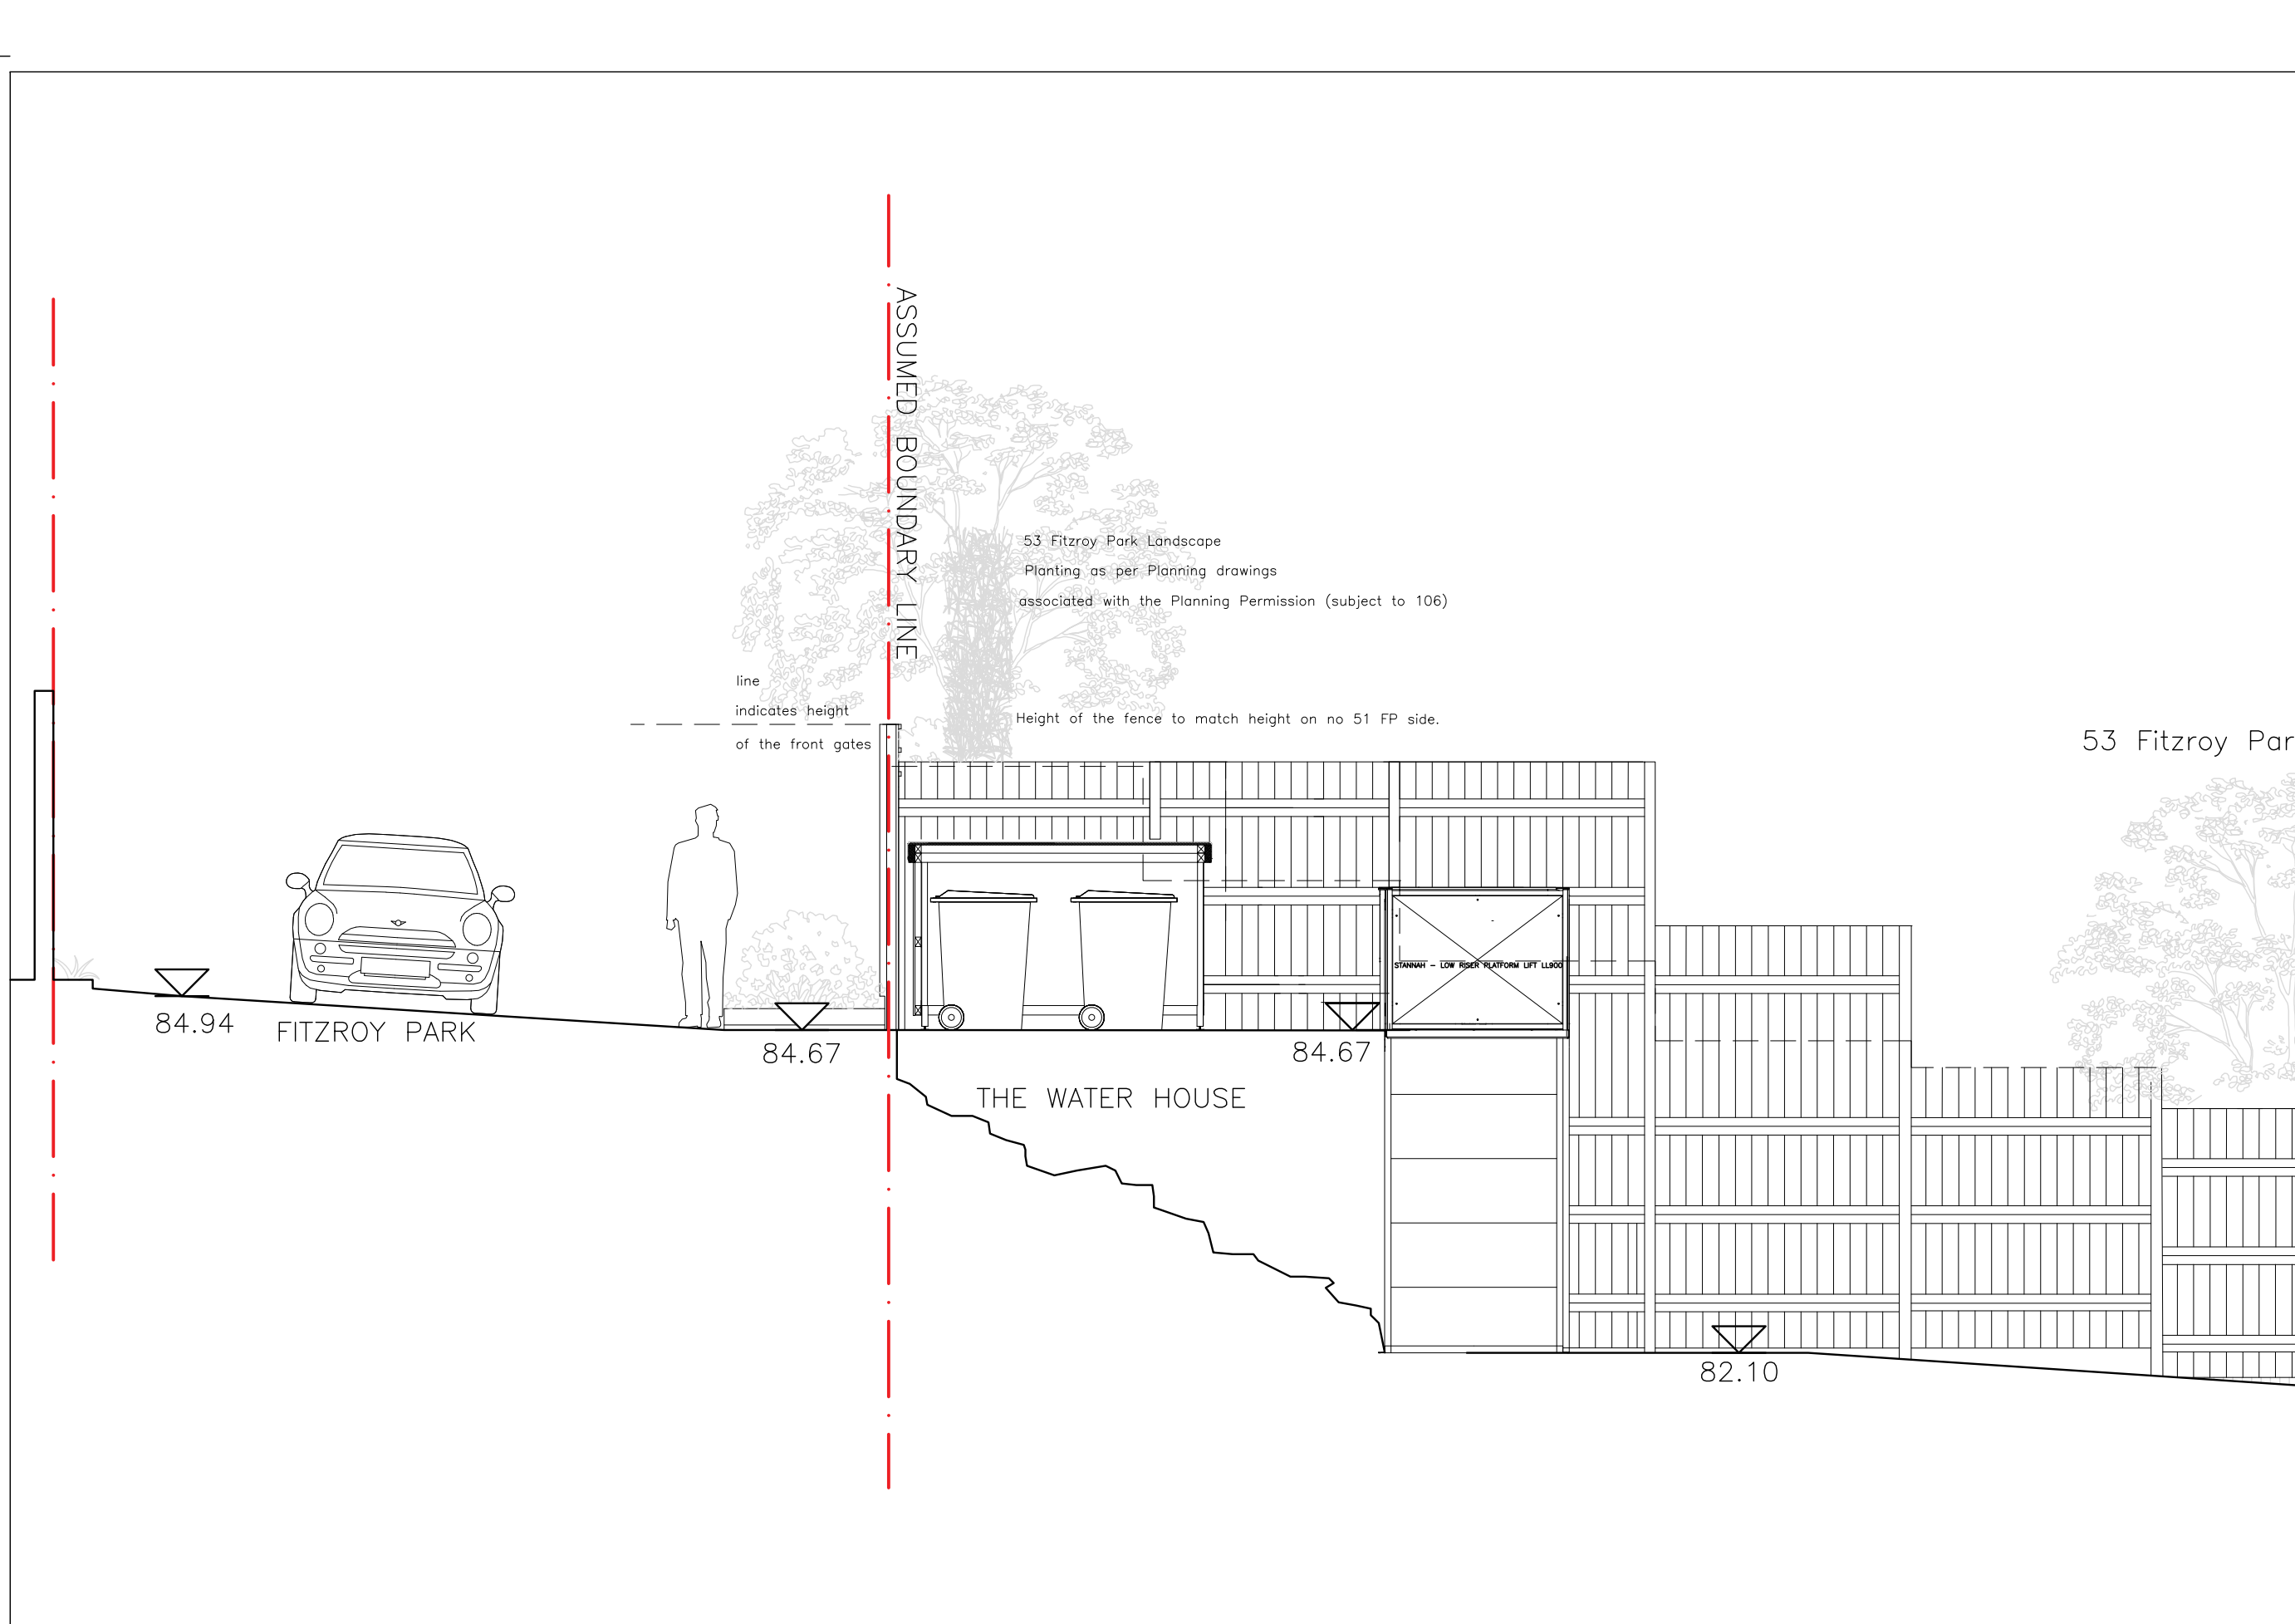 ASSUMED BOUNDARY LINE
53 Fitzroy Park Landscape
Planting as per Planning drawings
associated with the Planning Permission (subject to 106)
line
indicates height
of the front gates
Height of the fence to match height on no 51 FP side.
53 Fitzroy Par
STANNAH - LOW RISER PLATFORM LIFT LL900
84.94
FITZROY PARK
84.67
84.67
THE WATER HOUSE
82.10